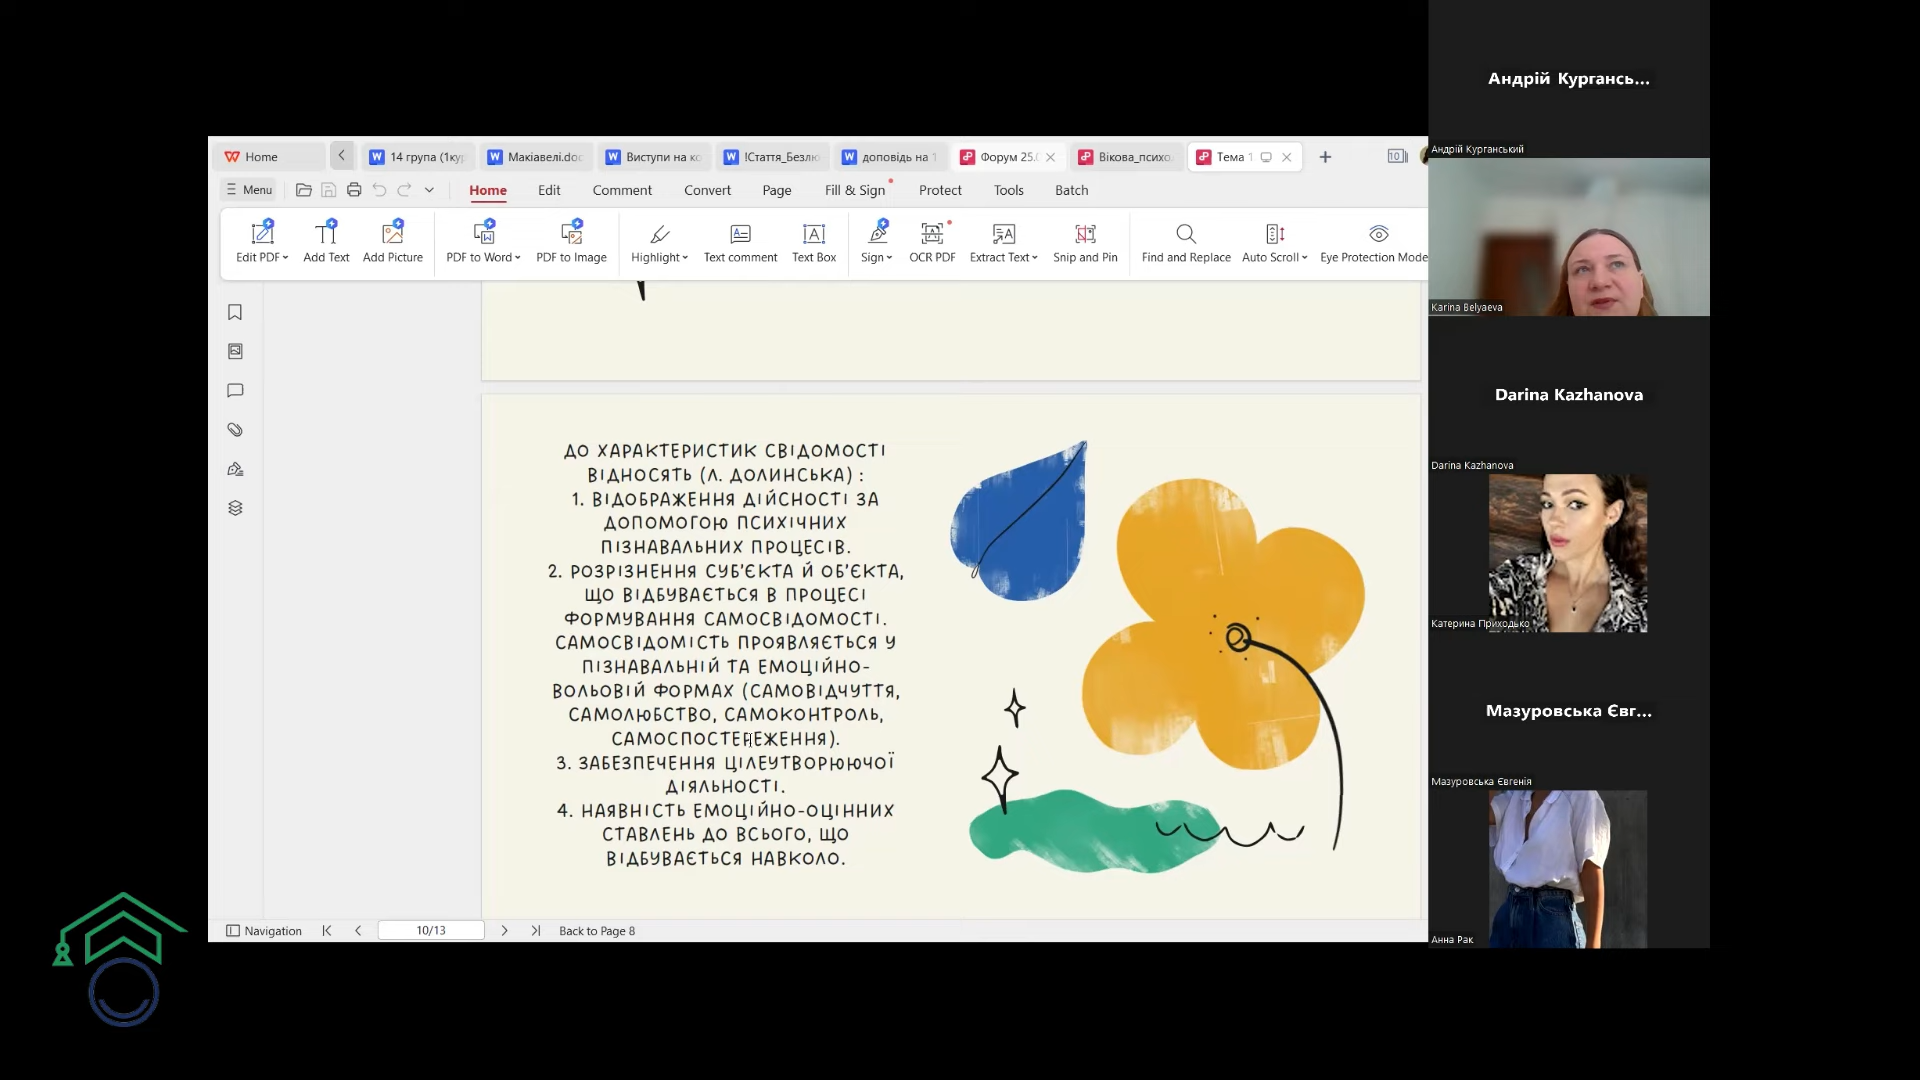 Home
14 група (1кур
Макіавелі.doc
Виступи на ко
!Стаття_Безлю
доповідь на 1
Форум 25.0
Вікова_психо
Тема 1
Menu
Home
Edit
Comment
Convert
Page
Fill & Sign
Protect
Tools
Batch
Edit PDF
Add Text
Add Picture
PDF to Word
PDF to Image
Highlight
Text comment
Text Box
Sign
OCR PDF
Extract Text
Snip and Pin
Find and Replace
Auto Scroll
Eye Protection Mode
ДО ХАРАКТЕРИСТИК СВІДОМОСТІ
ВІДНОСЯТЬ (Л. ДОЛИНСЬКА) :
1. ВІДОБРАЖЕННЯ ДІЙСНОСТІ ЗА
ДОПОМОГОЮ ПСИХІЧНИХ
ПІЗНАВАЛЬНИХ ПРОЦЕСІВ.
2. РОЗРІЗНЕННЯ СУБ'ЄКТА Й ОБ'ЄКТА,
ЩО ВІДБУВАЄТЬСЯ В ПРОЦЕСІ
ФОРМУВАННЯ САМОСВІДОМОСТІ.
САМОСВІДОМІСТЬ ПРОЯВЛЯЄТЬСЯ У
ПІЗНАВАЛЬНІЙ ТА ЕМОЦІЙНО-
ВОЛЬОВІЙ ФОРМАХ (САМОВІДЧУТТЯ,
САМОЛЮБСТВО, САМОКОНТРОЛЬ,
САМОСПОСТЕРЕЖЕННЯ).
3. ЗАБЕЗПЕЧЕННЯ ЦІЛЕУТВОРЮЮЧОЇ
ДІЯЛЬНОСТІ.
4. НАЯВНІСТЬ ЕМОЦІЙНО-ОЦІННИХ
СТАВЛЕНЬ ДО ВСЬОГО, ЩО
ВІДБУВАЄТЬСЯ НАВКОЛО.
Navigation
10/13
Back to Page 8
Андрій Кургансь...
Андрій Курганський
Karina Belyaeva
Darina Kazhanova
Darina Kazhanova
Катерина Приходько
Мазуровська Євг...
Мазуровська Євгенія
Анна Рак